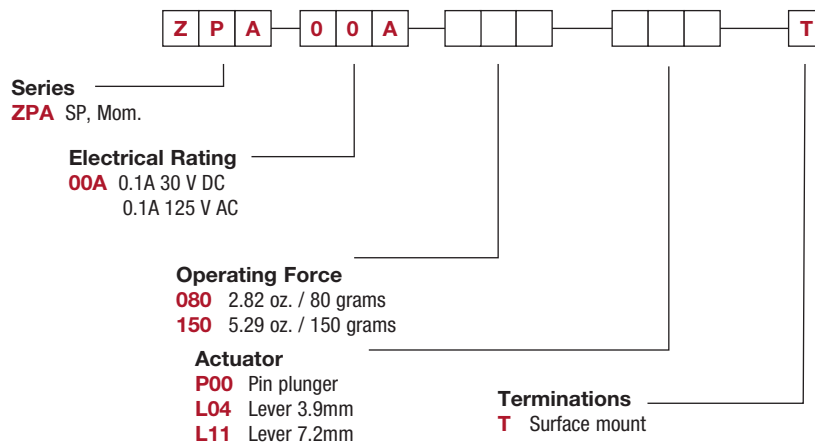 Z P A 0 0 A T
Series
ZPA SP, Mom.
Electrical Rating
00A 0.1A 30 V DC
0.1A 125 V AC
Operating Force
080 2.82 oz. / 80 grams
150 5.29 oz. / 150 grams
Actuator
P00 Pin plunger
L04 Lever 3.9mm
L11 Lever 7.2mm
Terminations
T Surface mount